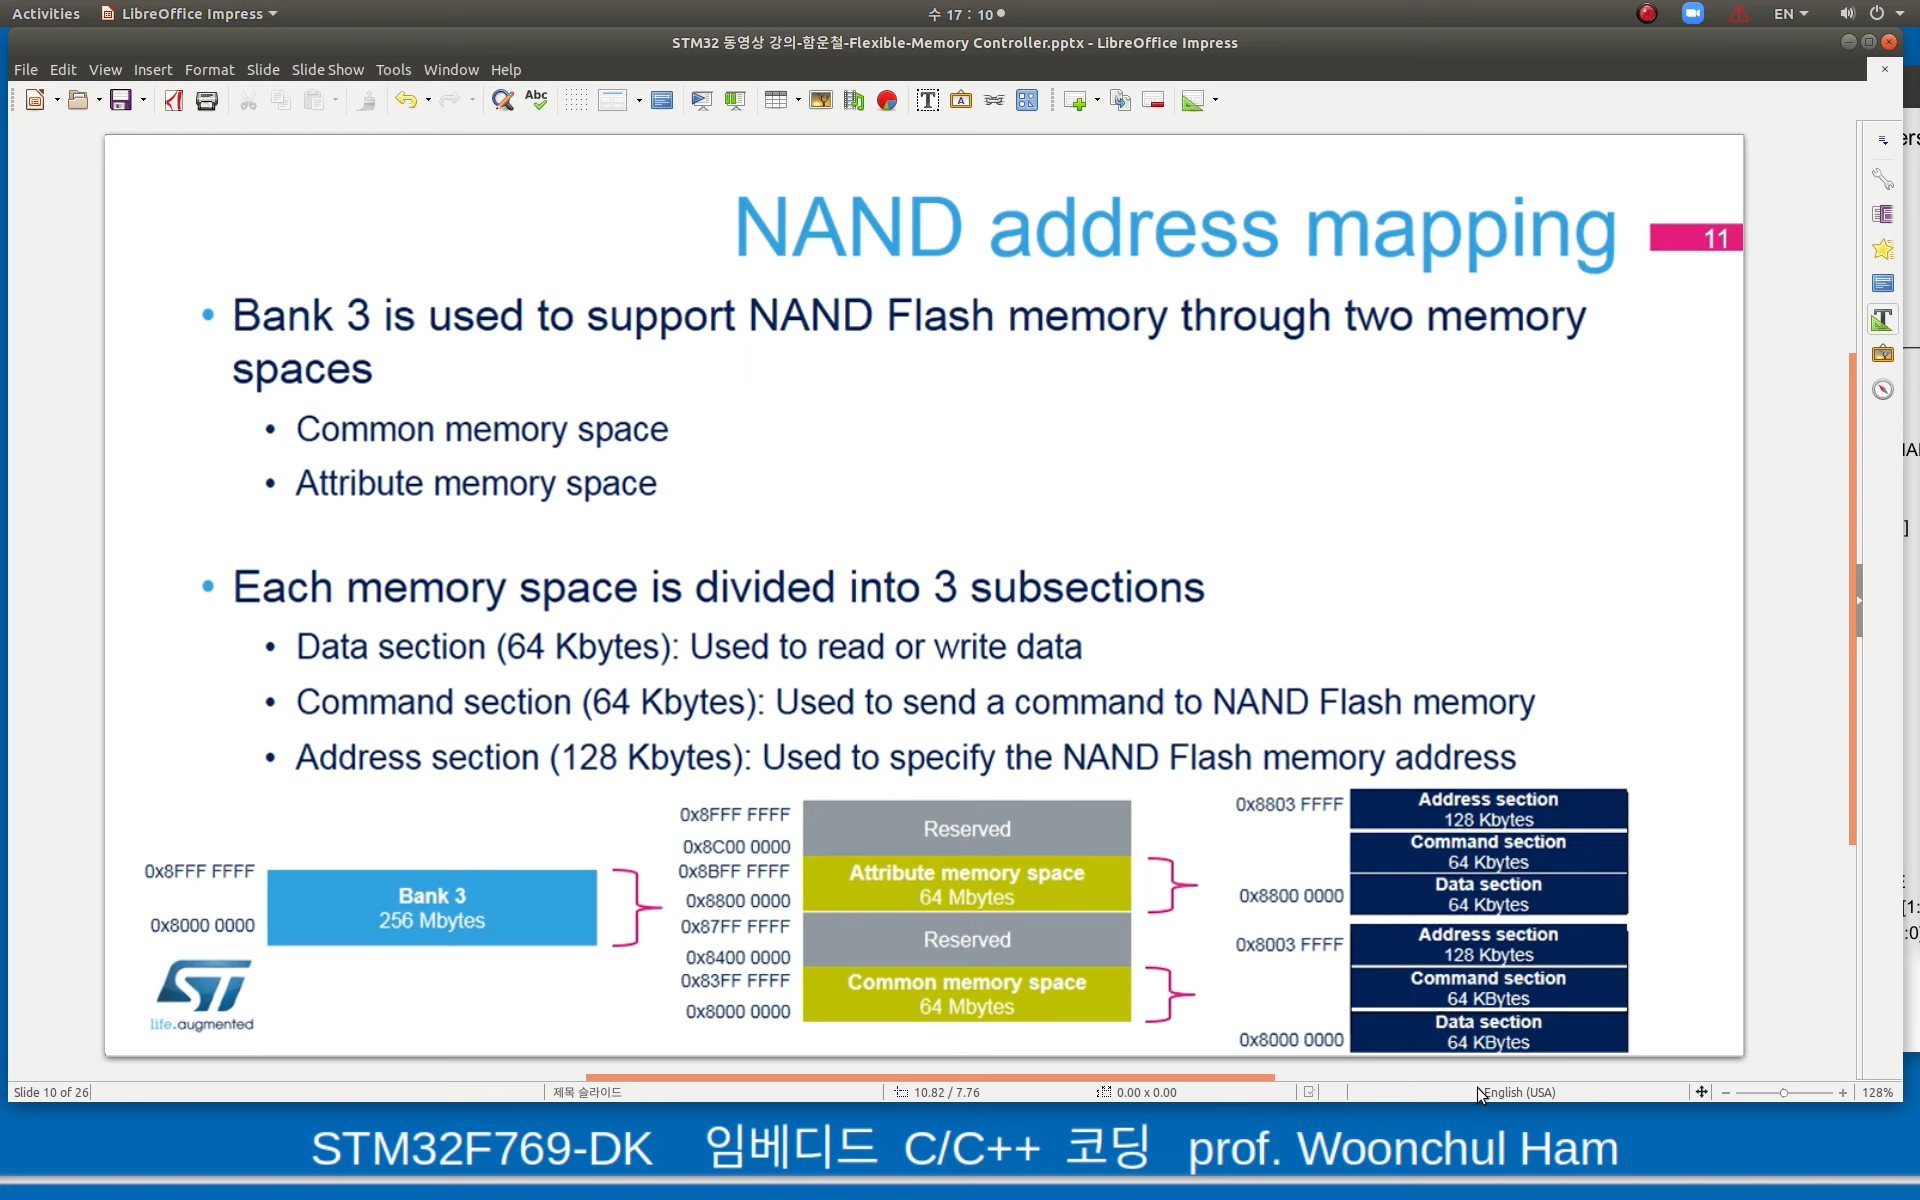 Activities LibreOffice Impress 수 17 : 10 EN
STM32 동영상 강의-함운철-Flexible-Memory Controller.pptx - LibreOffice Impress
File Edit View Insert Format Slide Slide Show Tools Window Help
Abc
NAND address mapping
11
• Bank 3 is used to support NAND Flash memory through two memory
spaces
• Common memory space
• Attribute memory space
• Each memory space is divided into 3 subsections
• Data section (64 Kbytes): Used to read or write data
• Command section (64 Kbytes): Used to send a command to NAND Flash memory
• Address section (128 Kbytes): Used to specify the NAND Flash memory address
0x8FFF FFFF
0x8000 0000
Bank 3
256 Mbytes
0x8FFF FFFF
0x8C00 0000
0x8BFF FFFF
0x8800 0000
0x87FF FFFF
0x8400 0000
0x83FF FFFF
0x8000 0000
Reserved
Attribute memory space
64 Mbytes
Reserved
Common memory space
64 Mbytes
0x8803 FFFF
0x8800 0000
0x8003 FFFF
0x8000 0000
Address section
128 Kbytes
Command section
64 Kbytes
Data section
64 Kbytes
Address section
128 Kbytes
Command section
64 KBytes
Data section
64 KBytes
ST
life.augmented
Slide 10 of 26 제목 슬라이드 10.82 / 7.76 0.00 x 0.00 English (USA) 128%
STM32F769-DK 임베디드 C/C++ 코딩 prof. Woonchul Ham